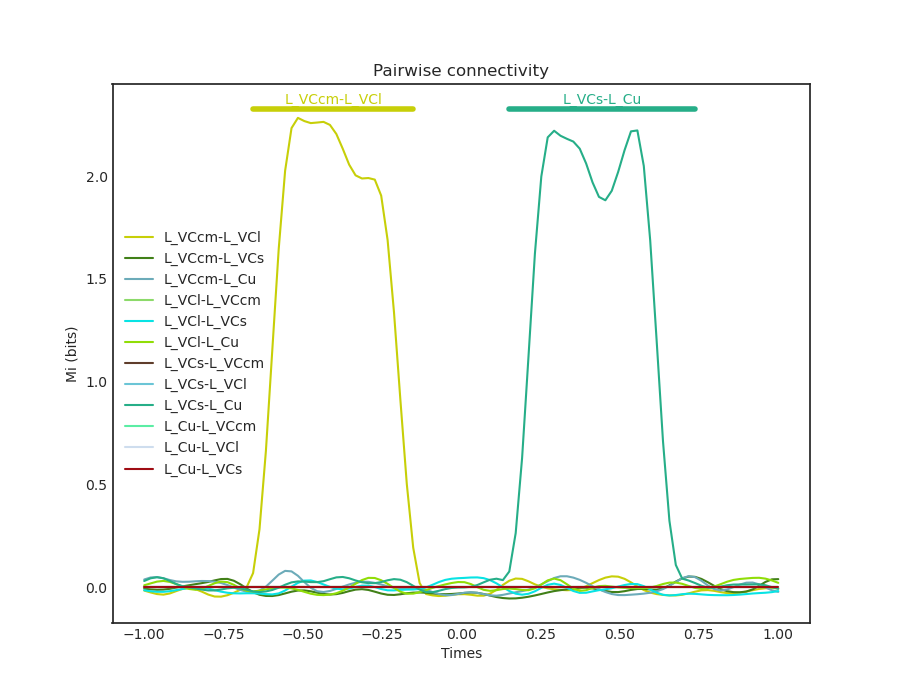 Pairwise connectivity
L_VCcm-L_VCl
L_VCs-L_Cu
2.0
1.5
1.0
0.5
0.0
Mi (bits)
L_VCcm-L_VCl
L_VCcm-L_VCs
L_VCcm-L_Cu
L_VCl-L_VCcm
L_VCl-L_VCs
L_VCl-L_Cu
L_VCs-L_VCcm
L_VCs-L_VCl
L_VCs-L_Cu
L_Cu-L_VCcm
L_Cu-L_VCl
L_Cu-L_VCs
−1.00 −0.75 −0.50 −0.25 0.00 0.25 0.50 0.75 1.00
Times